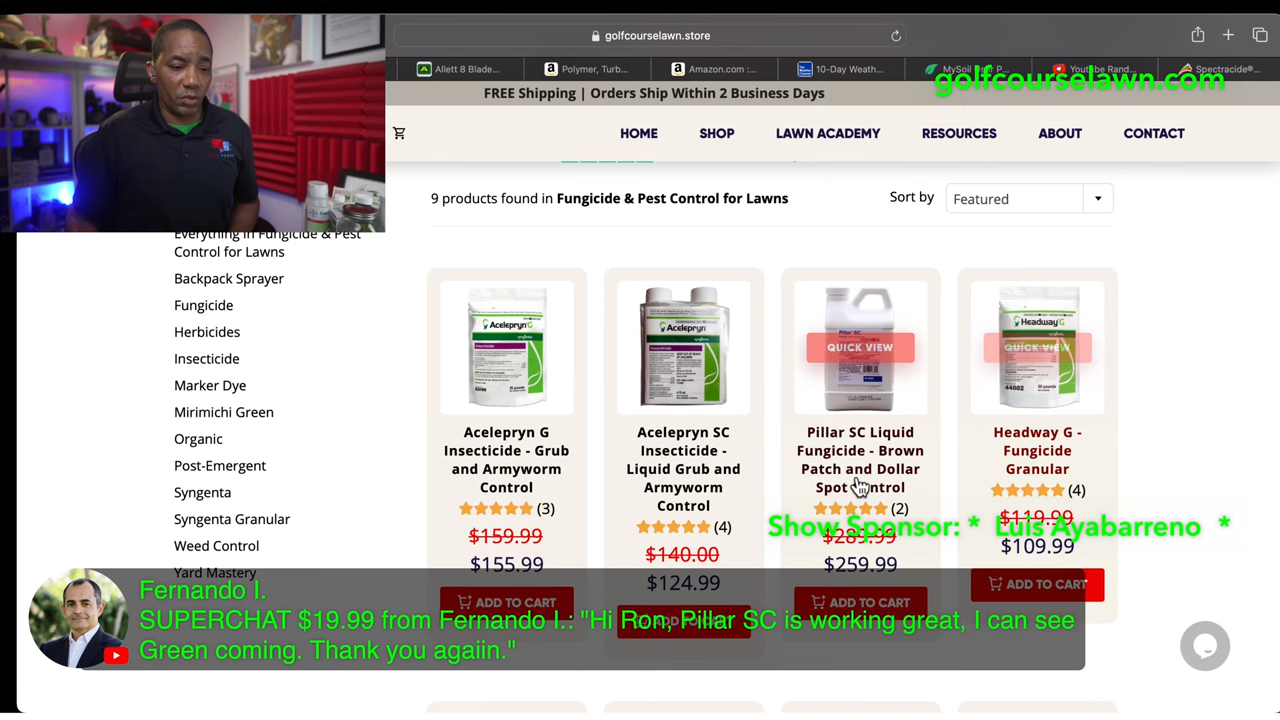 golfcourselawn.store
Allett 8 Blade...
Polymer, Turb...
Amazon.com :...
10-Day Weath...
MySoil
Youtube Rand...
Spectracide®...
golfcourselawn.com
FREE Shipping | Orders Ship Within 2 Business Days
HOME
SHOP
LAWN ACADEMY
RESOURCES
ABOUT
CONTACT
9 products found in Fungicide & Pest Control for Lawns
Sort by
Featured
Everything in Fungicide & Pest
Control for Lawns
Backpack Sprayer
Fungicide
Herbicides
Insecticide
Marker Dye
Mirimichi Green
Organic
Post-Emergent
Syngenta
Syngenta Granular
Weed Control
Yard Mastery
Acelepryn G
Acelepryn
Pillar SC
Headway G
QUICK VIEW
QUICK VIEW
Acelepryn G
Insecticide - Grub
and Armyworm
Control
(3)
$159.99
$155.99
ADD TO CART
Acelepryn SC
Insecticide -
Liquid Grub and
Armyworm
Control
(4)
$140.00
$124.99
Pillar SC Liquid
Fungicide - Brown
Patch and Dollar
Spot Control
(2)
$259.99
ADD TO CART
Headway G -
Fungicide
Granular
(4)
$119.99
$109.99
ADD TO CART
Show Sponsor: * Luis Ayabarreno *
Fernando I.
SUPERCHAT $19.99 from Fernando I.: "Hi Ron, Pillar SC is working great, I can see
Green coming. Thank you agaiin."